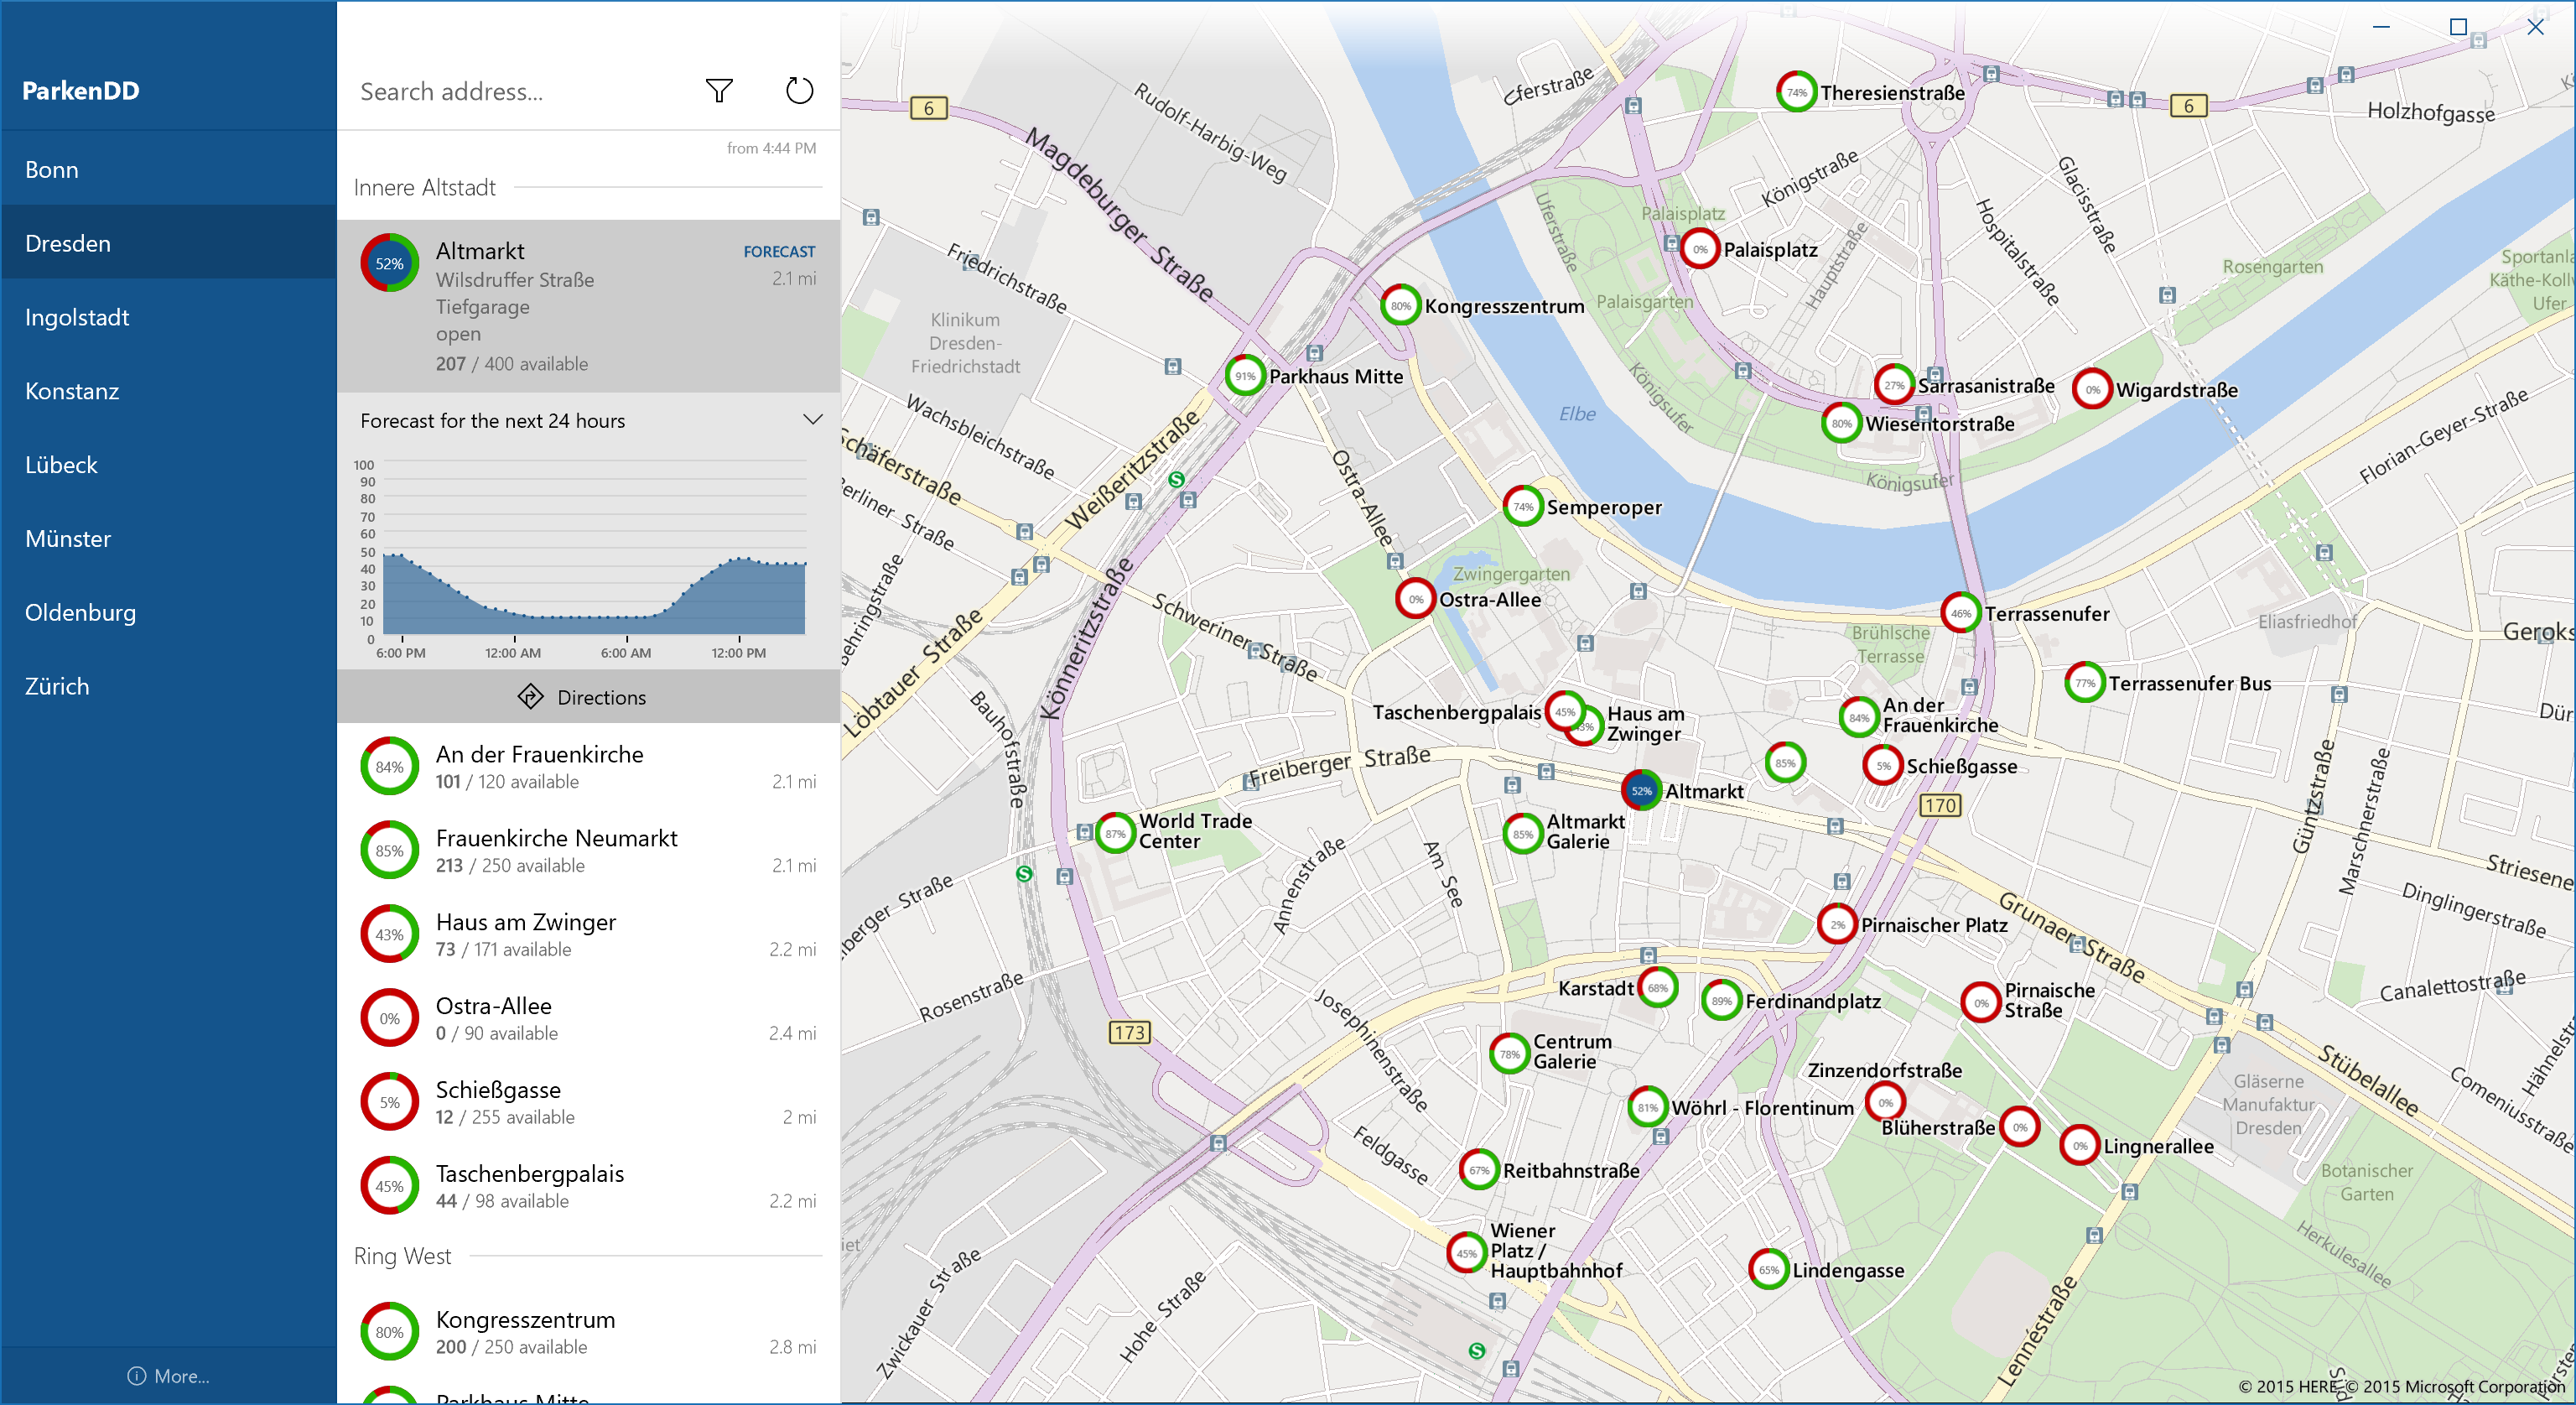 ParkenDD
Bonn
Dresden
Ingolstadt
Konstanz
Lübeck
Münster
Oldenburg
Zürich
More...
Search address...
from 4:44 PM
Innere Altstadt
52%
Altmarkt
FORECAST
Wilsdruffer Straße
2.1 mi
Tiefgarage
open
207 / 400 available
Forecast for the next 24 hours
100
90
80
70
60
50
40
30
20
10
0
6:00 PM
12:00 AM
6:00 AM
12:00 PM
Directions
84%
An der Frauenkirche
101 / 120 available
2.1 mi
85%
Frauenkirche Neumarkt
213 / 250 available
2.1 mi
43%
Haus am Zwinger
73 / 171 available
2.2 mi
0%
Ostra-Allee
0 / 90 available
2.4 mi
5%
Schießgasse
12 / 255 available
2 mi
45%
Taschenbergpalais
44 / 98 available
2.2 mi
Ring West
80%
Kongresszentrum
200 / 250 available
2.8 mi
Parkhaus Mitte
Uferstraße
74%
Theresienstraße
6
6
Holzhofgasse
Rudolf-Harbig-Weg
Magdeburger Straße
Königstraße
Glacisstraße
Palaisplatz
Uferstraße
Hospitalstraße
0%
Palaisplatz
Hauptstraße
Friedrichstraße
Rosengarten
Käthe-Koll
Ufer
80%
Kongresszentrum
Palaisgarten
Klinikum
Dresden-
Friedrichstadt
91%
Parkhaus Mitte
27%
Sarrasanistraße
0%
Wigardstraße
Königsufer
80%
Wiesentorstraße
Elbe
Wachsbleichstraße
Weißeritzstraße
Schäferstraße
Florian-Geyer-Straße
Ostra-Allee
Königsufer
74%
Semperoper
Berliner Straße
Zwingergarten
0%
Ostra-Allee
Schweriner Straße
46%
Terrassenufer
Brühlsche
Terrasse
Eliasfriedhof
Löbtauer Straße
Könneritzstraße
77%
Terrassenufer Bus
Bauhofstraße
Taschenbergpalais
45%
Haus am
Zwinger
84%
An der
Frauenkirche
Freiberger Straße
85%
5%
Schießgasse
52%
Altmarkt
170
Güntzstraße
Marschnerstraße
87%
World Trade
Center
85%
Altmarkt
Galerie
Annenstraße
Am See
Striesene
Dinglingerstraße
2%
Pirnaischer Platz
Grunaer Straße
Canalettostraße
Rosenstraße
Karstadt
68%
89%
Ferdinandplatz
0%
Pirnaische
Straße
173
Josephinenstraße
78%
Centrum
Galerie
Zinzendorfstraße
0%
Stübelallee
Gläserne
Manufaktur
Dresden
Comeniusstraße
81%
Wöhrl - Florentinum
Blüherstraße
0%
0%
Lingnerallee
Feldgasse
67%
Reitbahnstraße
Botanischer
Garten
45%
Wiener
Platz /
Hauptbahnhof
65%
Lindengasse
Herkulesallee
Zwickauer Straße
Hohe Straße
Lennéstraße
© 2015 HERE © 2015 Microsoft Corporation